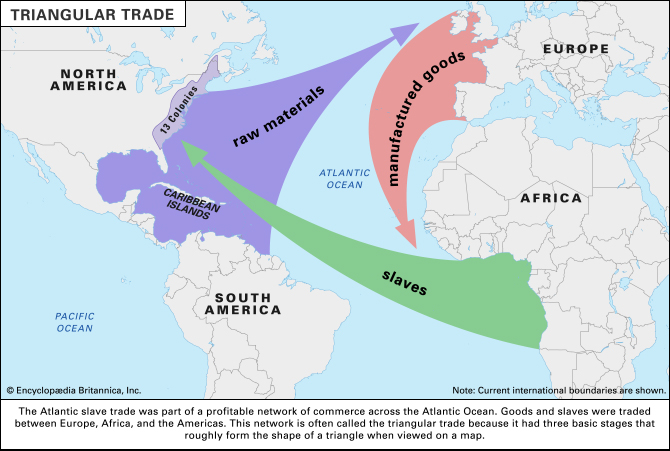 TRIANGULAR TRADE
NORTH
AMERICA
13 Colonies
raw materials
manufactured goods
EUROPE
ATLANTIC
OCEAN
CARIBBEAN
ISLANDS
AFRICA
slaves
SOUTH
AMERICA
PACIFIC
OCEAN
© Encyclopædia Britannica, Inc.
Note: Current international boundaries are shown.
The Atlantic slave trade was part of a profitable network of commerce across the Atlantic Ocean. Goods and slaves were traded
between Europe, Africa, and the Americas. This network is often called the triangular trade because it had three basic stages that
roughly form the shape of a triangle when viewed on a map.